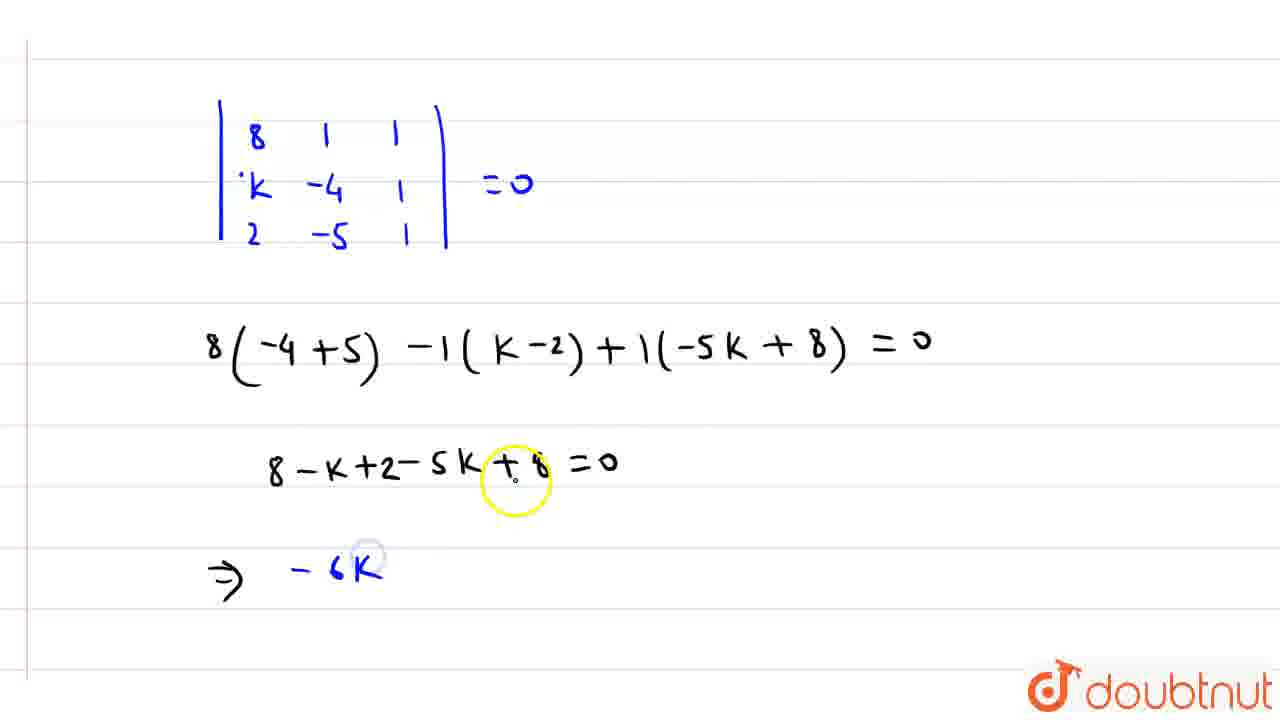 | 8 1 1 |
| K -4 1 | = 0
| 2 -5 1 |
8(-4+5) -1(K-2)+1(-5K+8) = 0
8-K+2-5K+8=0
⇒ -6K
doubtnut